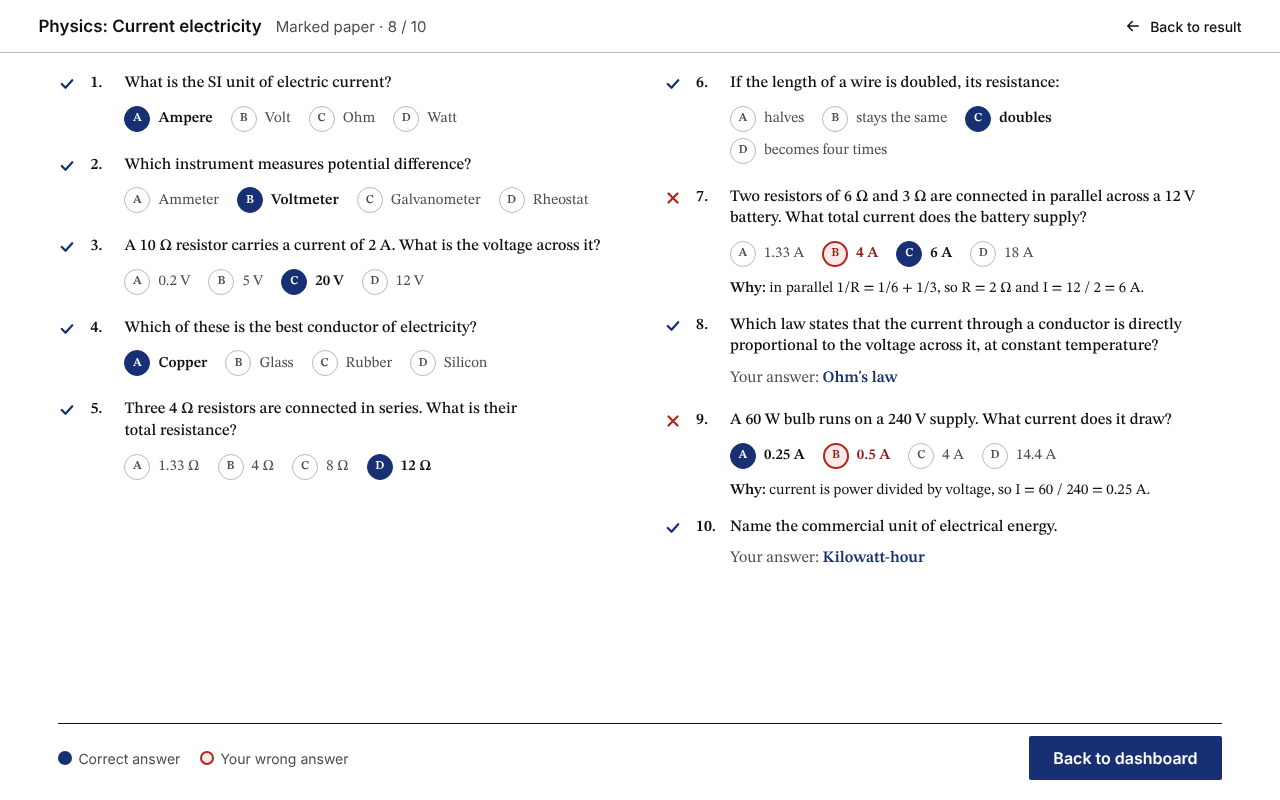 Physics: Current electricity Marked paper · 8 / 10
← Back to result
1. What is the SI unit of electric current?
A Ampere B Volt C Ohm D Watt
2. Which instrument measures potential difference?
A Ammeter B Voltmeter C Galvanometer D Rheostat
3. A 10 Ω resistor carries a current of 2 A. What is the voltage across it?
A 0.2 V B 5 V C 20 V D 12 V
4. Which of these is the best conductor of electricity?
A Copper B Glass C Rubber D Silicon
5. Three 4 Ω resistors are connected in series. What is their
total resistance?
A 1.33 Ω B 4 Ω C 8 Ω D 12 Ω
6. If the length of a wire is doubled, its resistance:
A halves B stays the same C doubles
D becomes four times
7. Two resistors of 6 Ω and 3 Ω are connected in parallel across a 12 V
battery. What total current does the battery supply?
A 1.33 A B 4 A C 6 A D 18 A
Why: in parallel 1/R = 1/6 + 1/3, so R = 2 Ω and I = 12 / 2 = 6 A.
8. Which law states that the current through a conductor is directly
proportional to the voltage across it, at constant temperature?
Your answer: Ohm's law
9. A 60 W bulb runs on a 240 V supply. What current does it draw?
A 0.25 A B 0.5 A C 4 A D 14.4 A
Why: current is power divided by voltage, so I = 60 / 240 = 0.25 A.
10. Name the commercial unit of electrical energy.
Your answer: Kilowatt-hour
Correct answer Your wrong answer
Back to dashboard